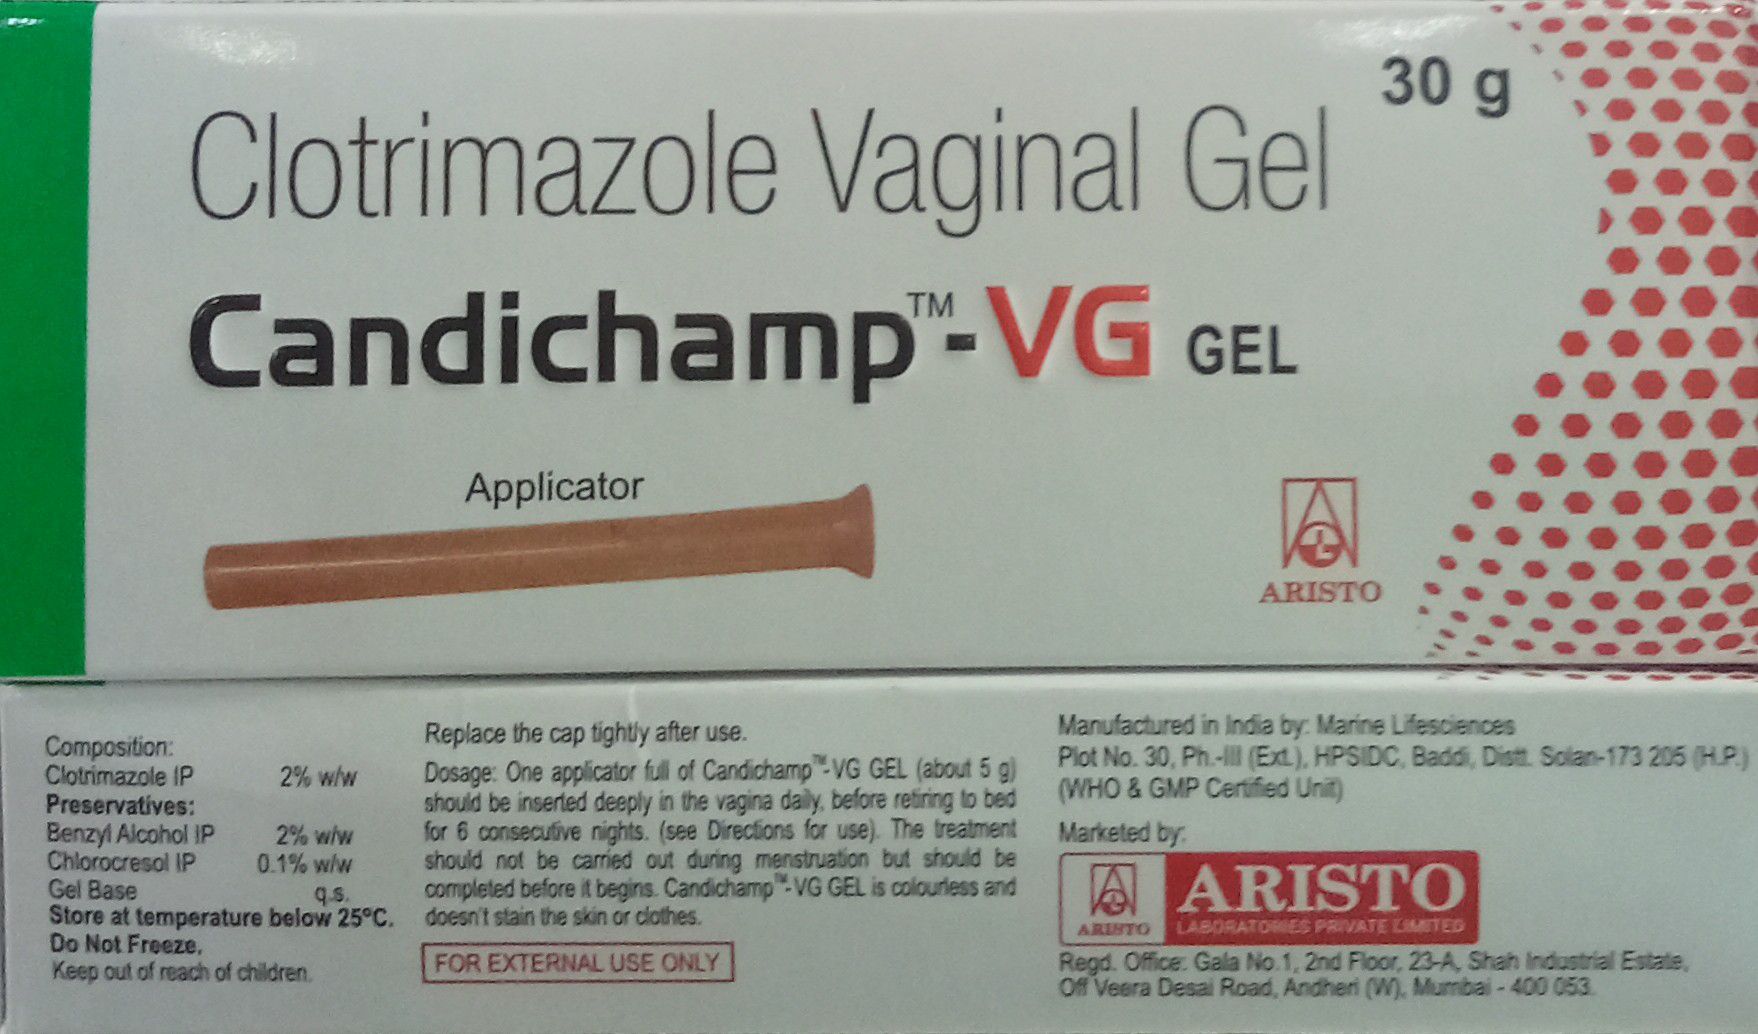 Clotrimazole Vaginal Gel 30 g
Candichamp™-VG GEL
Applicator
ARISTO
Composition:
Clotrimazole IP 2% w/w
Preservatives:
Benzyl Alcohol IP 2% w/w
Chlorocresol IP 0.1% w/w
Gel Base q.s.
Store at temperature below 25°C.
Do Not Freeze.
Keep out of reach of children.
Replace the cap tightly after use.
Dosage: One applicator full of Candichamp™-VG GEL (about 5 g)
should be inserted deeply in the vagina daily, before retiring to bed
for 6 consecutive nights. (see Directions for use). The treatment
should not be carried out during menstruation but should be
completed before it begins. Candichamp™-VG GEL is colourless and
doesn't stain the skin or clothes.
FOR EXTERNAL USE ONLY
Manufactured in India by: Marine Lifesciences
Plot No. 30, Ph.-III (Ext.), HPSIDC, Baddi, Distt. Solan-173 205 (H.P.)
(WHO & GMP Certified Unit)
Marketed by:
ARISTO
ARISTO
LABORATORIES PRIVATE LIMITED
Regd. Office: Gala No.1, 2nd Floor, 23-A, Shah Industrial Estate,
Off Veera Desai Road, Andheri (W), Mumbai - 400 053.